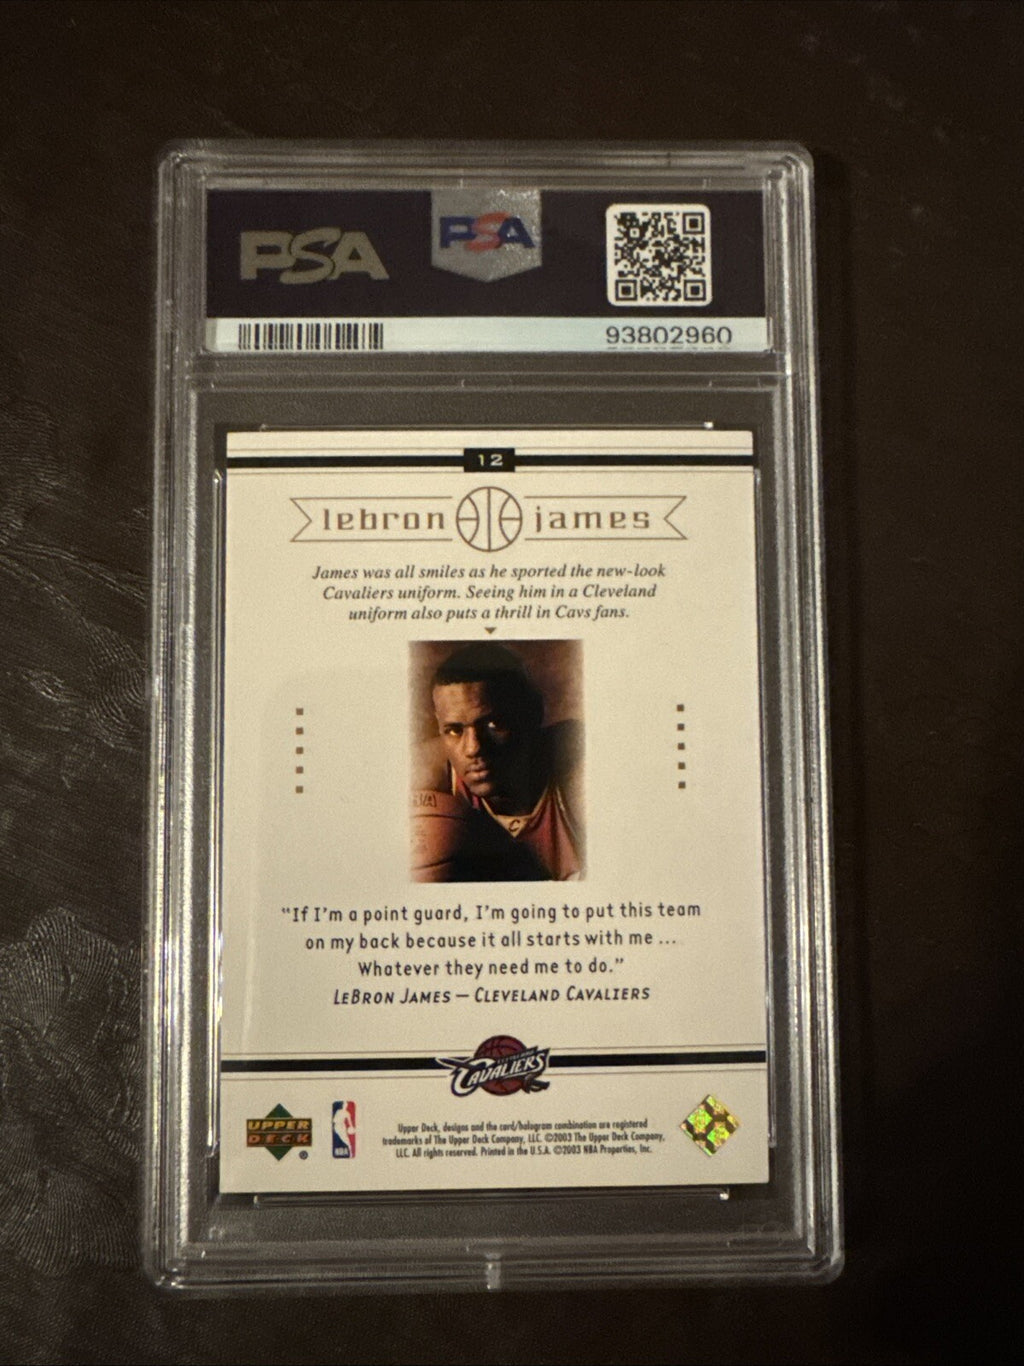 PSA
PSA
93802960
12
lebron james
James was all smiles as he sported the new-look
Cavaliers uniform. Seeing him in a Cleveland
uniform also puts a thrill in Cavs fans.
"If I'm a point guard, I'm going to put this team
on my back because it all starts with me ...
Whatever they need me to do."
LeBron James — Cleveland Cavaliers
CLEVELAND
CAVALIERS
UPPER
DECK
®
NBA
Upper Deck, designs and the card/hologram combination are registered
trademarks of The Upper Deck Company, LLC. ©2003 The Upper Deck Company,
LLC. All rights reserved. Printed in the U.S.A. ©2003 NBA Properties, Inc.